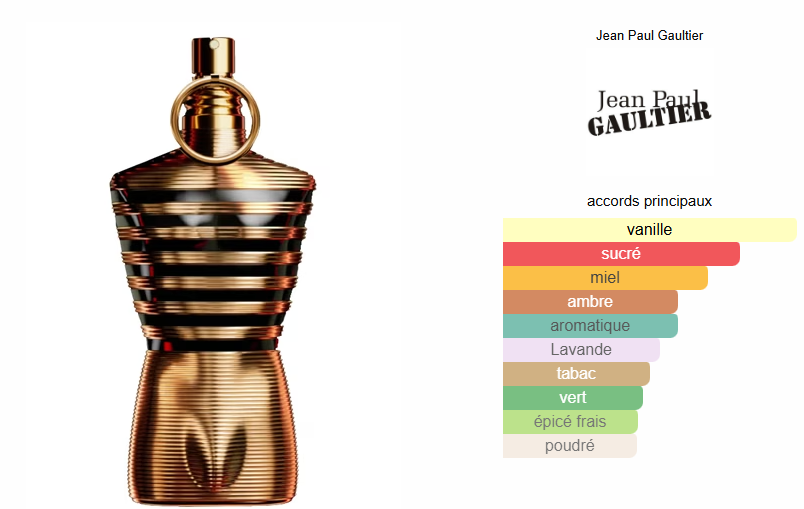 Jean Paul Gaultier
Jean Paul
GAULTIER
accords principaux
vanille
sucré
miel
ambre
aromatique
Lavande
tabac
vert
épicé frais
poudré